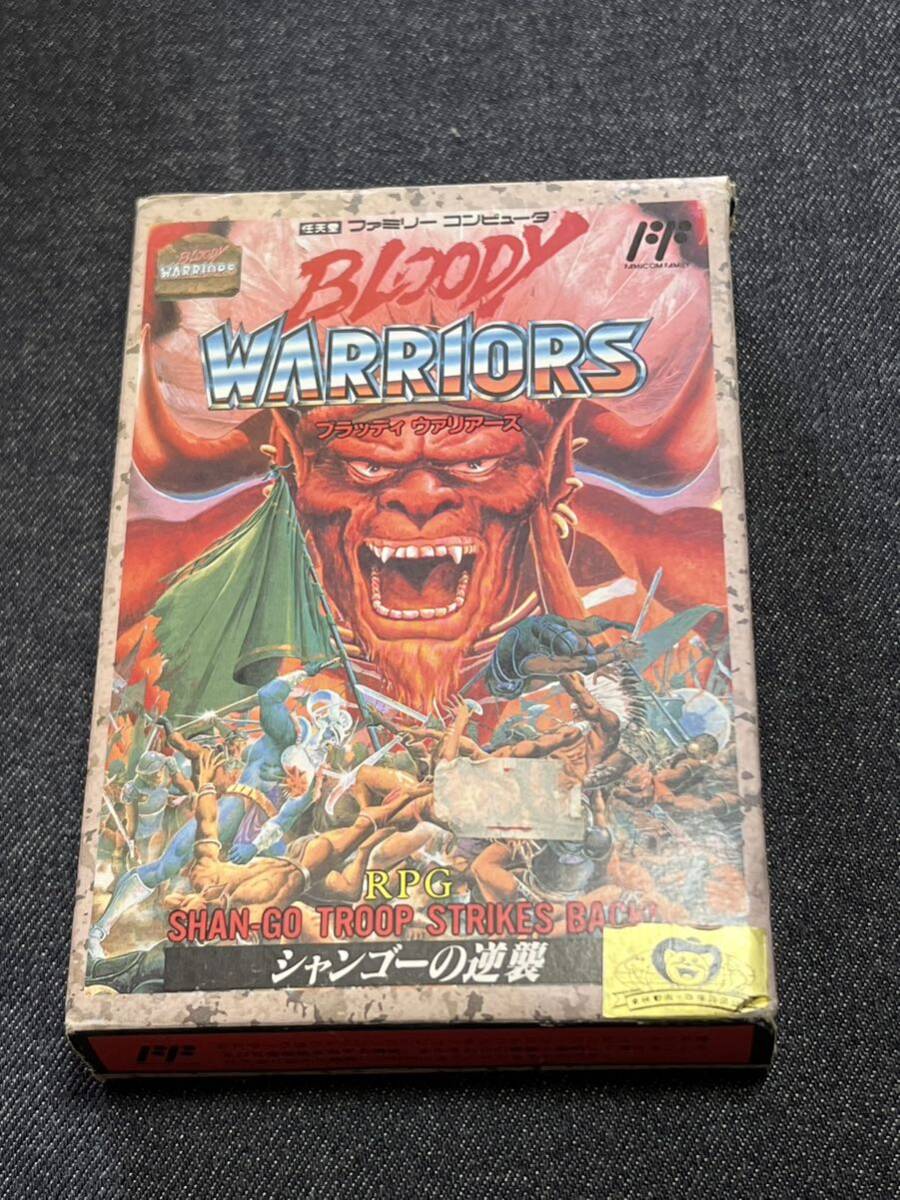 任天堂 ファミリー コンピュータ
FAMICOM FAMILY
BLOODY
WARRIORS
BLOODY
WARRIORS
ブラッディ ウァリアーズ
RPG
SHAN-GO TROOP STRIKES BACK
シャンゴーの逆襲